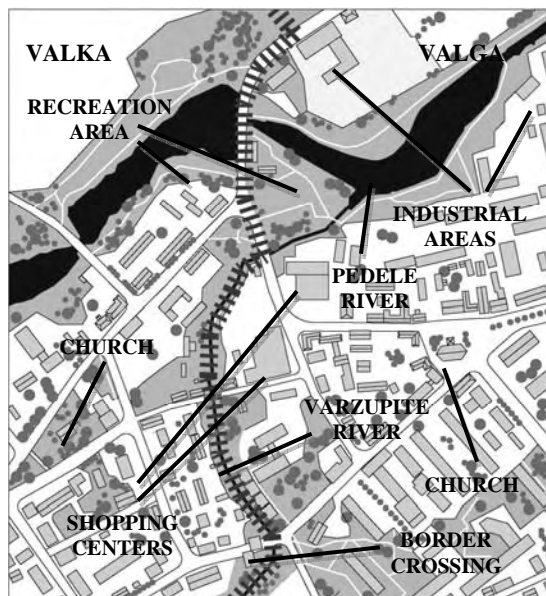 VALKA
VALGA
RECREATION
AREA
INDUSTRIAL
AREAS
PEDELE
RIVER
CHURCH
VARZUPITE
RIVER
CHURCH
SHOPPING
CENTERS
BORDER
CROSSING